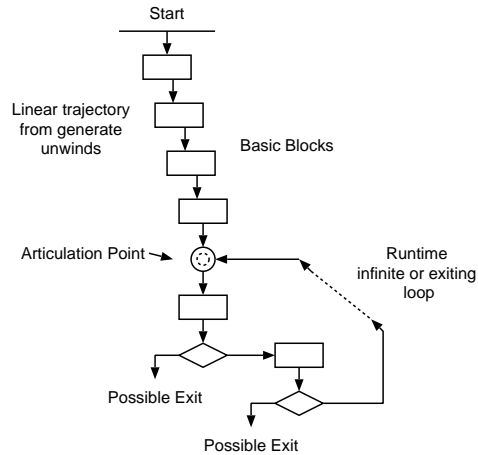 Start
Linear trajectory
from generate
unwinds
Basic Blocks
Articulation Point
Runtime
infinite or exiting
loop
Possible Exit
Possible Exit